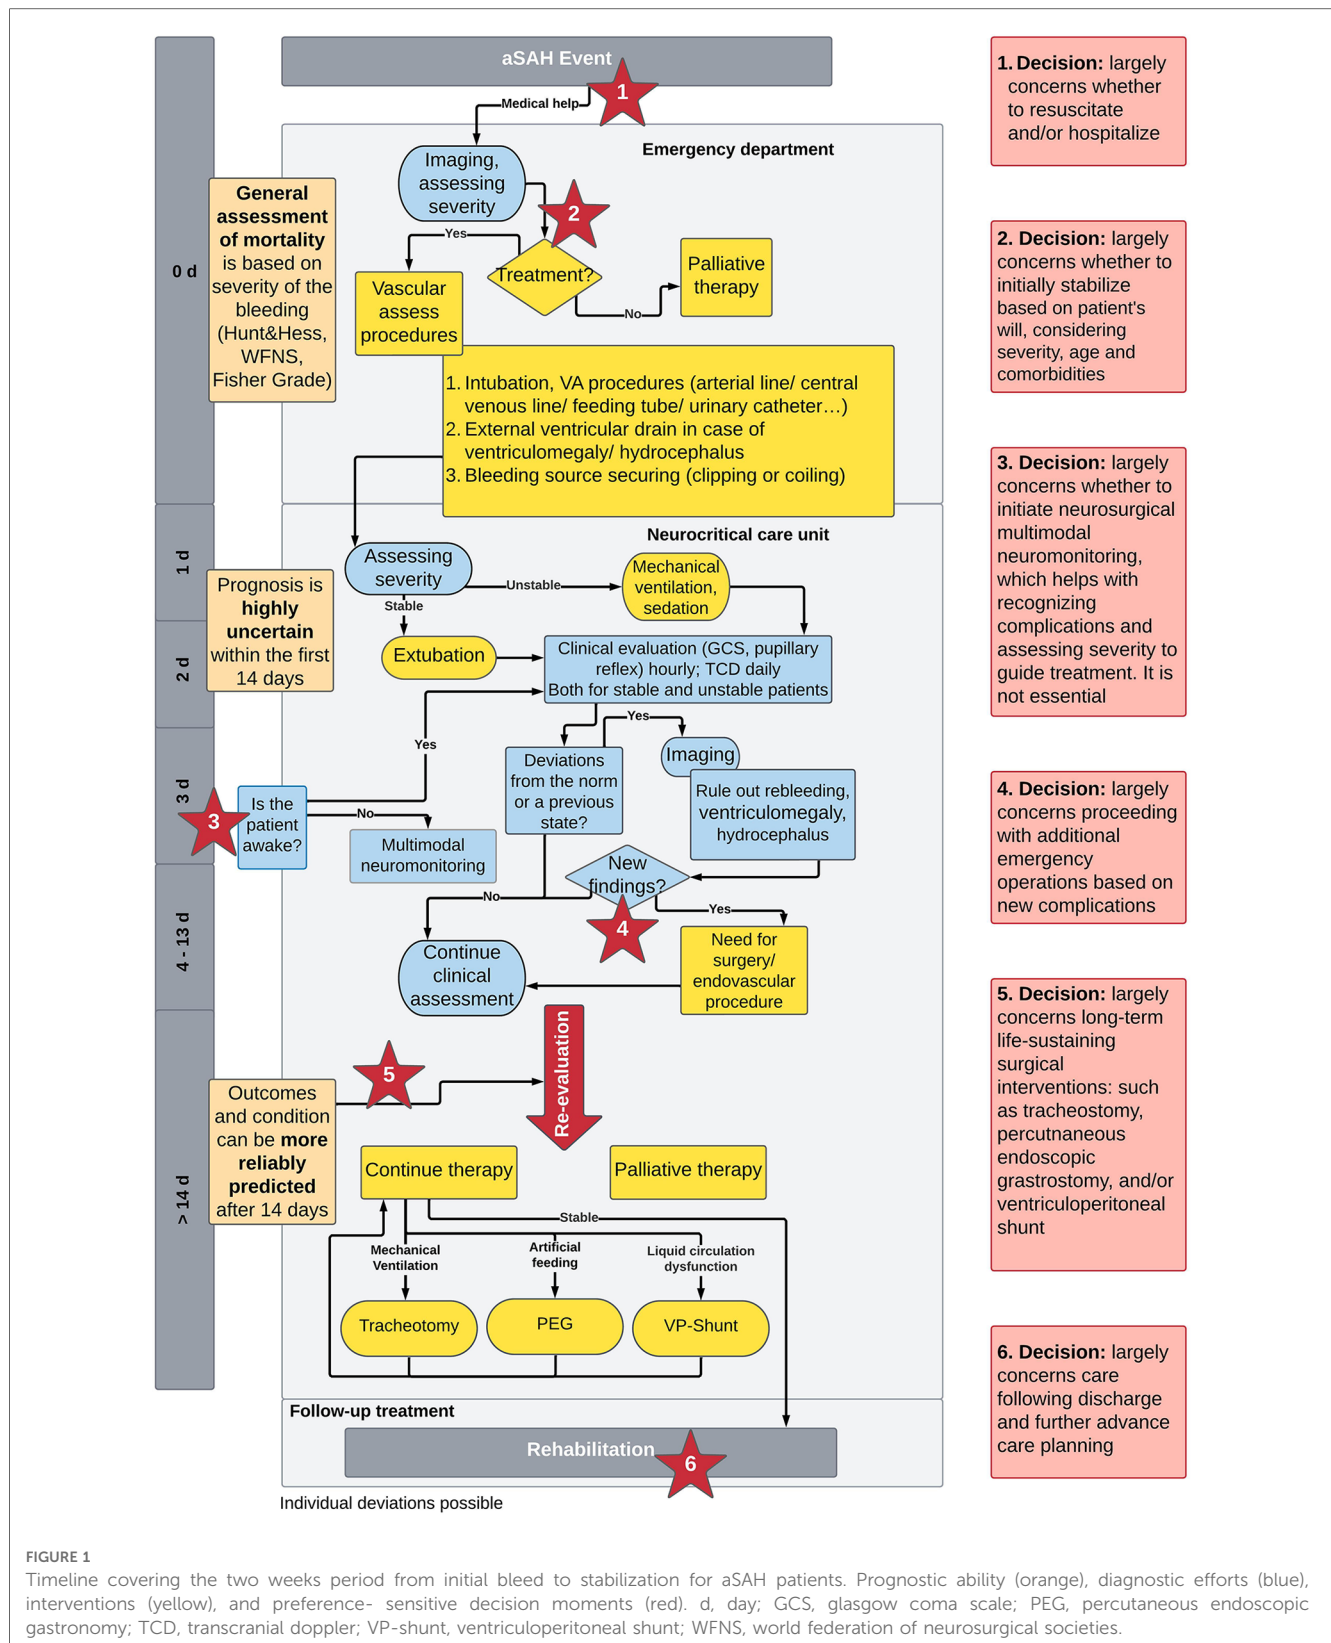 aSAH Event
1
Medical help
Emergency department
Imaging,
assessing
severity
2
Yes
Treatment?
No
Vascular
assess
procedures
Palliative
therapy
1. Intubation, VA procedures (arterial line/ central
venous line/ feeding tube/ urinary catheter…)
2. External ventricular drain in case of
ventriculomegaly/ hydrocephalus
3. Bleeding source securing (clipping or coiling)
0 d
General
assessment
of mortality
is based on
severity of the
bleeding
(Hunt&Hess,
WFNS,
Fisher Grade)
Neurocritical care unit
1 d
2 d
3 d
4 - 13 d
> 14 d
Prognosis is
highly
uncertain
within the first
14 days
Assessing
severity
Unstable
Mechanical
ventilation,
sedation
Stable
Extubation
Clinical evaluation (GCS, pupillary
reflex) hourly; TCD daily
Both for stable and unstable patients
Yes
Yes
Imaging
Deviations
from the norm
or a previous
state?
Rule out rebleeding,
ventriculomegaly,
hydrocephalus
3
Is the
patient
awake?
No
Multimodal
neuromonitoring
New
findings?
4
No
Yes
Need for
surgery/
endovascular
procedure
Continue
clinical
assessment
Re-evaluation
5
Outcomes
and condition
can be more
reliably
predicted
after 14 days
Continue therapy
Palliative therapy
Stable
Mechanical
Ventilation
Artificial
feeding
Liquid circulation
dysfunction
Tracheotomy
PEG
VP-Shunt
Follow-up treatment
Rehabilitation
6
Individual deviations possible
1. Decision: largely
concerns whether
to resuscitate
and/or hospitalize
2. Decision: largely
concerns whether to
initially stabilize
based on patient's
will, considering
severity, age and
comorbidities
3. Decision: largely
concerns whether to
initiate neurosurgical
multimodal
neuromonitoring,
which helps with
recognizing
complications and
assessing severity to
guide treatment. It is
not essential
4. Decision: largely
concerns proceeding
with additional
emergency
operations based on
new complications
5. Decision: largely
concerns long-term
life-sustaining
surgical
interventions: such
as tracheostomy,
percutnaneous
endoscopic
grastrostomy, and/or
ventriculoperitoneal
shunt
6. Decision: largely
concerns care
following discharge
and further advance
care planning
FIGURE 1
Timeline covering the two weeks period from initial bleed to stabilization for aSAH patients. Prognostic ability (orange), diagnostic efforts (blue),
interventions (yellow), and preference- sensitive decision moments (red). d, day; GCS, glasgow coma scale; PEG, percutaneous endoscopic
gastronomy; TCD, transcranial doppler; VP-shunt, ventriculoperitoneal shunt; WFNS, world federation of neurosurgical societies.